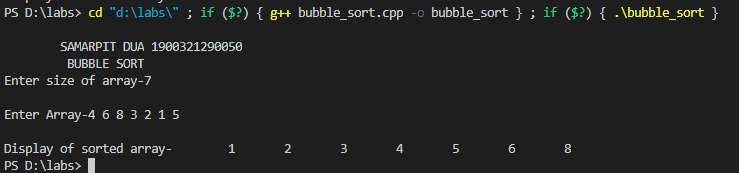 PS D:\labs> cd "d:\labs\" ; if ($?) { g++ bubble_sort.cpp -o bubble_sort } ; if ($?) { .\bubble_sort }
SAMARPIT DUA 1900321290050
BUBBLE SORT
Enter size of array-7
Enter Array-4 6 8 3 2 1 5
Display of sorted array- 1 2 3 4 5 6 8
PS D:\labs>